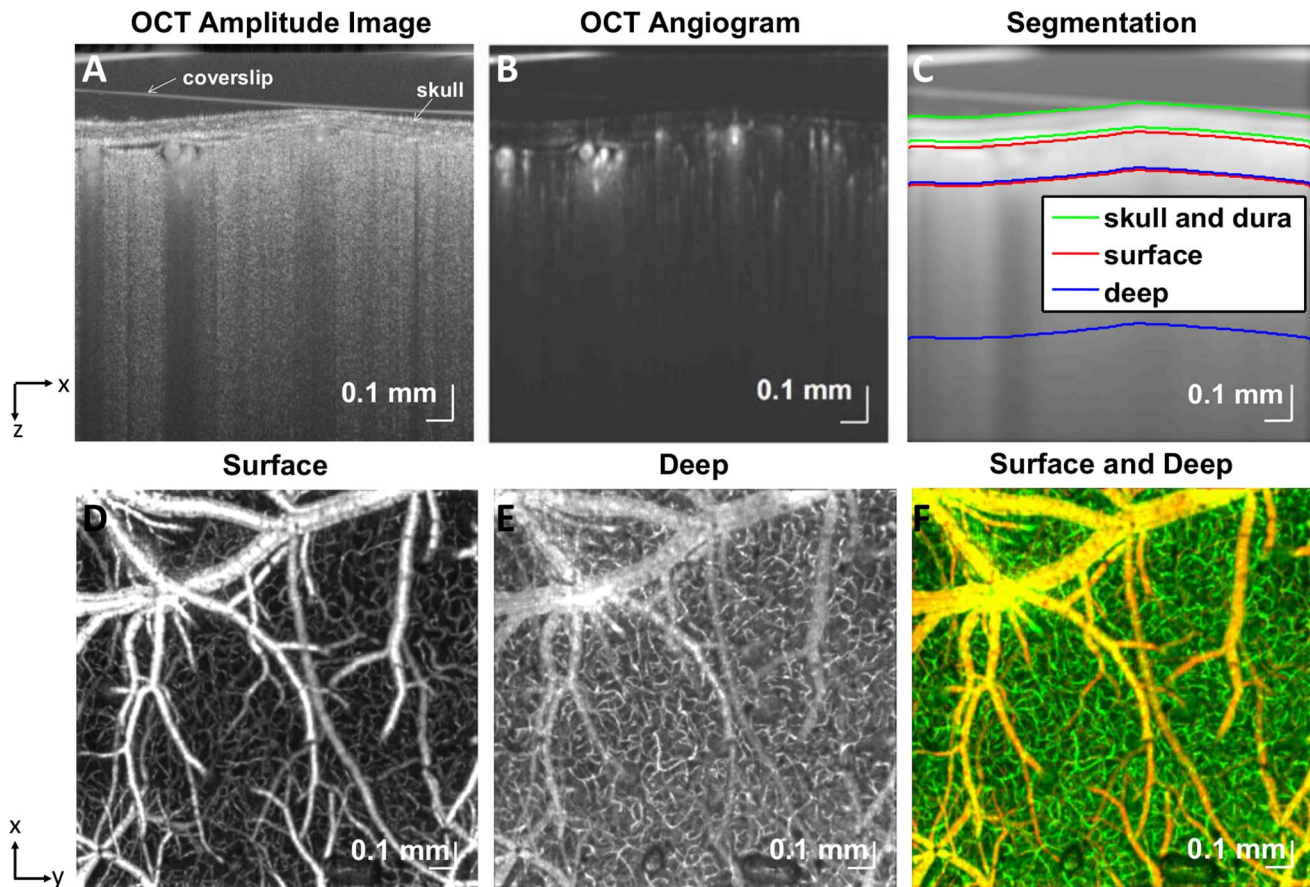 OCT Amplitude Image
OCT Angiogram
Segmentation
A
coverslip
skull
0.1 mm
x
z
B
0.1 mm
C
skull and dura
surface
deep
0.1 mm
Surface
Deep
Surface and Deep
D
0.1 mm
x
y
E
0.1 mm
F
0.1 mm